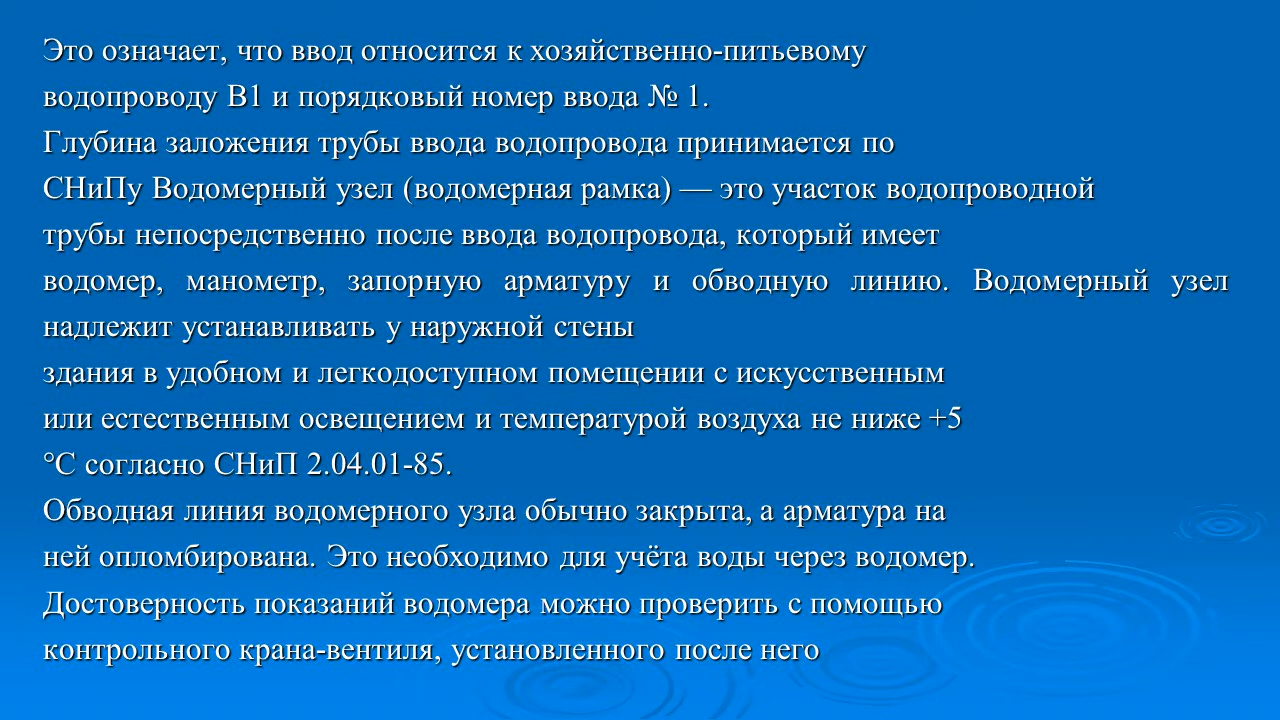 Это означает, что ввод относится к хозяйственно-питьевому
водопроводу В1 и порядковый номер ввода № 1.
Глубина заложения трубы ввода водопровода принимается по
СНиПу Водомерный узел (водомерная рамка) — это участок водопроводной
трубы непосредственно после ввода водопровода, который имеет
водомер, манометр, запорную арматуру и обводную линию. Водомерный узел
надлежит устанавливать у наружной стены
здания в удобном и легкодоступном помещении с искусственным
или естественным освещением и температурой воздуха не ниже +5
°С согласно СНиП 2.04.01-85.
Обводная линия водомерного узла обычно закрыта, а арматура на
ней опломбирована. Это необходимо для учёта воды через водомер.
Достоверность показаний водомера можно проверить с помощью
контрольного крана-вентиля, установленного после него